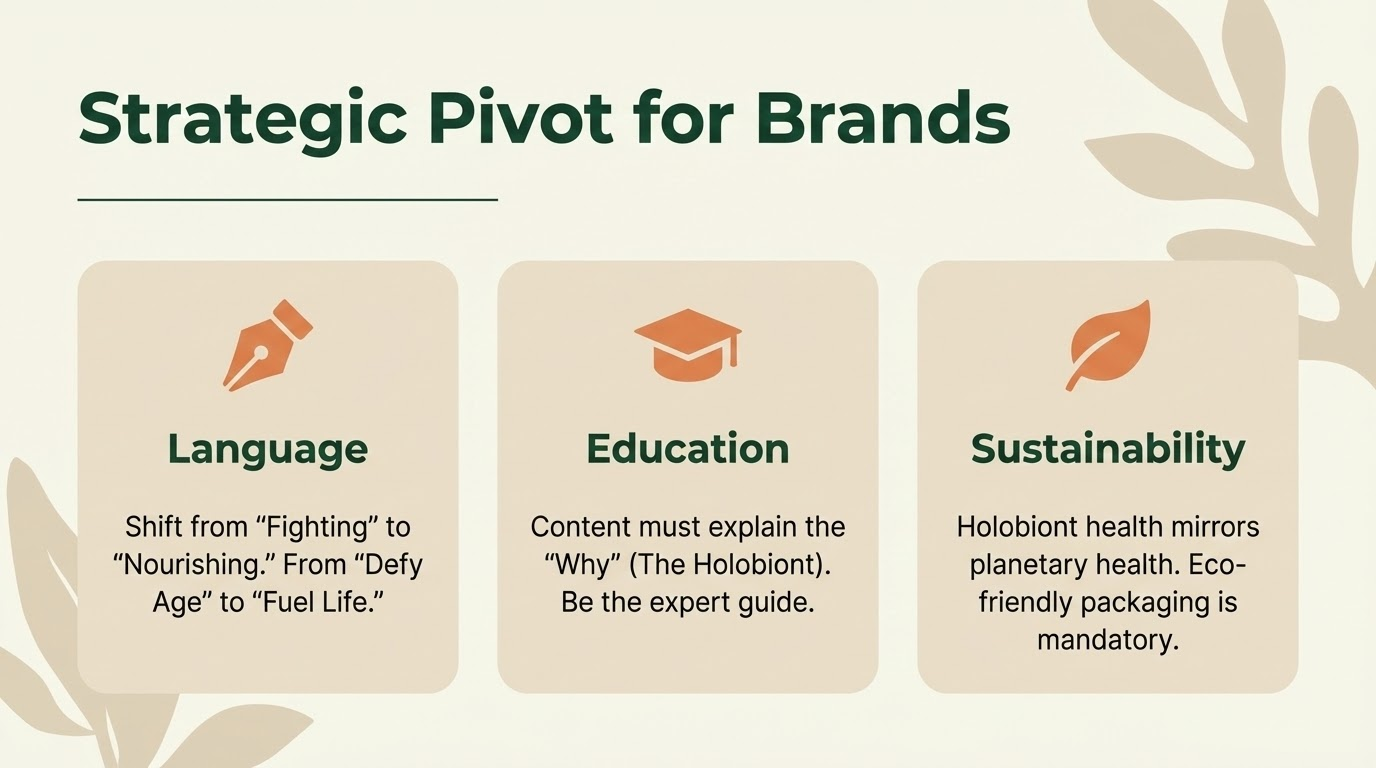 Strategic Pivot for Brands
Language
Shift from “Fighting” to
“Nourishing.” From “Defy
Age” to “Fuel Life.”
Education
Content must explain the
“Why” (The Holobiont).
Be the expert guide.
Sustainability
Holobiont health mirrors
planetary health. Eco-
friendly packaging is
mandatory.